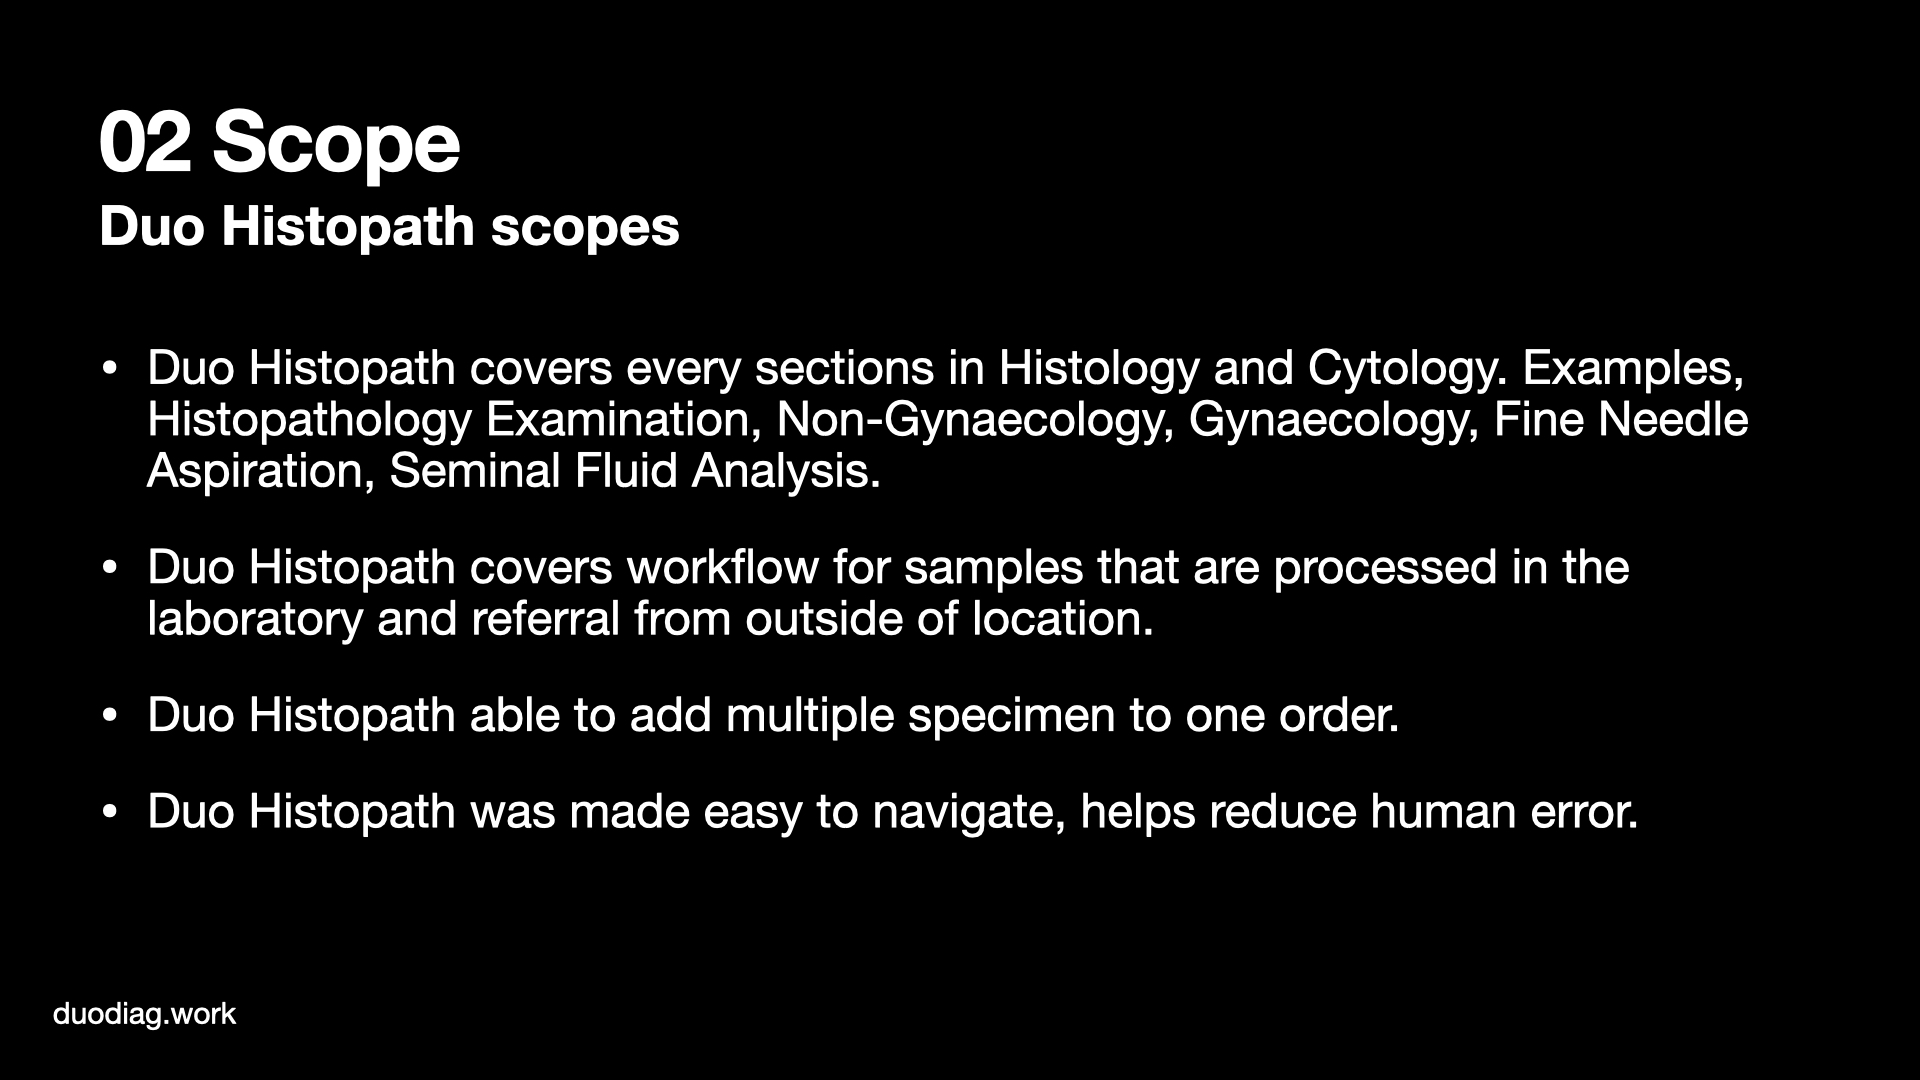 02 Scope
Duo Histopath scopes
• Duo Histopath covers every sections in Histology and Cytology. Examples,
Histopathology Examination, Non-Gynaecology, Gynaecology, Fine Needle
Aspiration, Seminal Fluid Analysis.
• Duo Histopath covers workflow for samples that are processed in the
laboratory and referral from outside of location.
• Duo Histopath able to add multiple specimen to one order.
• Duo Histopath was made easy to navigate, helps reduce human error.
duodiag.work